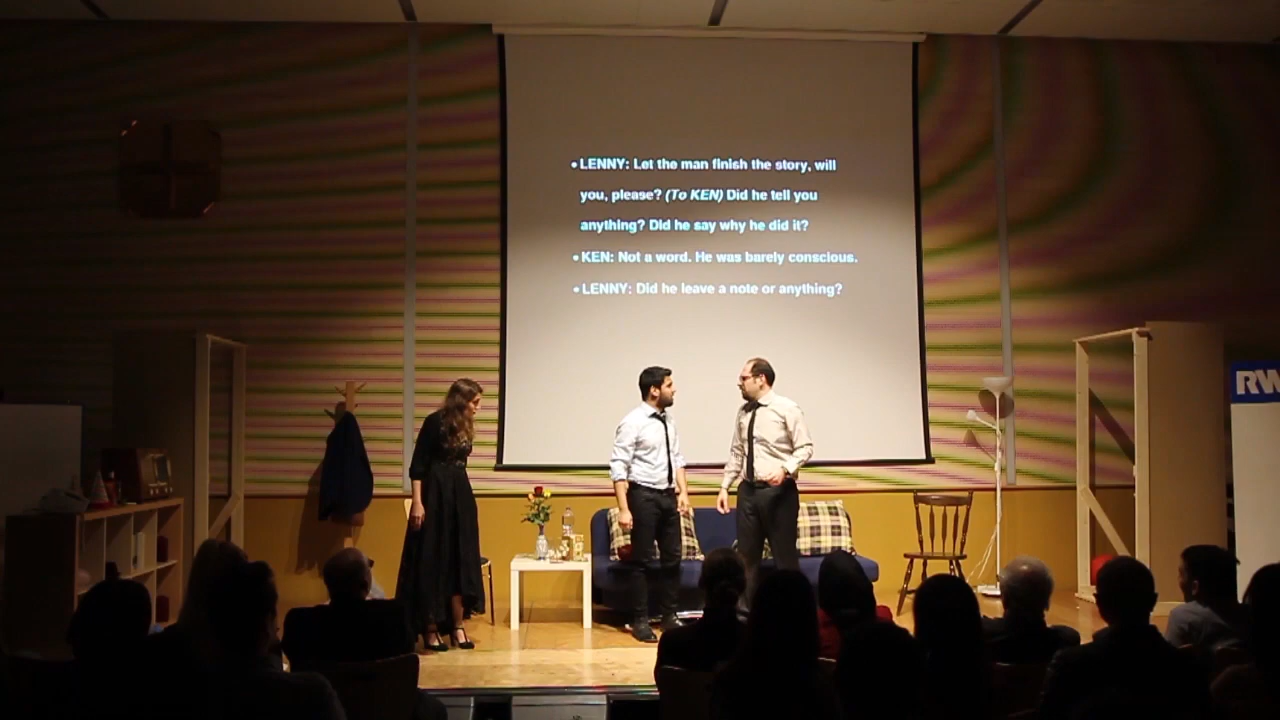 • LENNY: Let the man finish the story, will
you, please? (To KEN) Did he tell you
anything? Did he say why he did it?
• KEN: Not a word. He was barely conscious.
• LENNY: Did he leave a note or anything?
RW